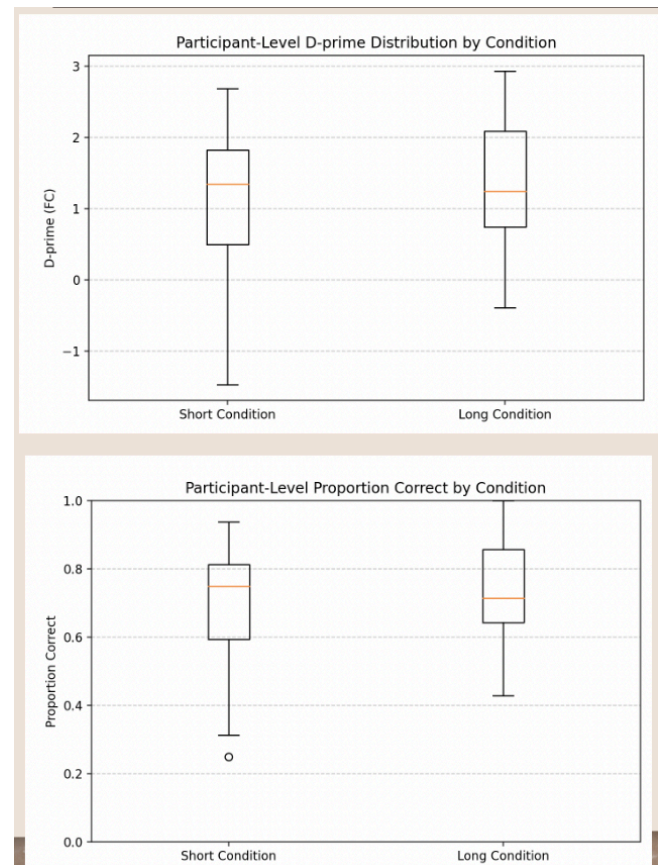 Participant-Level D-prime Distribution by Condition
3
2
1
0
−1
D-prime (FC)
Short Condition Long Condition
Participant-Level Proportion Correct by Condition
1.0
0.8
0.6
0.4
0.2
0.0
Proportion Correct
Short Condition Long Condition